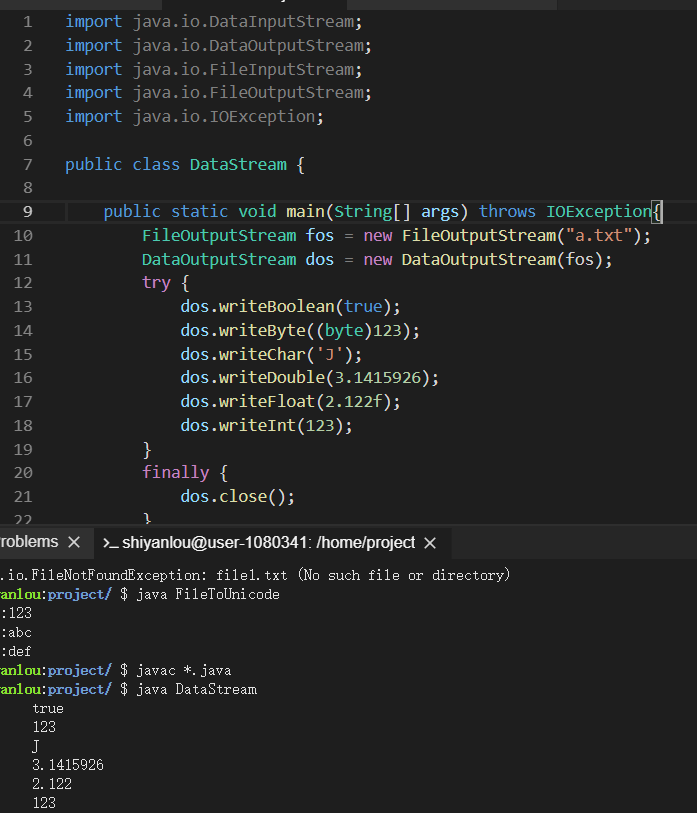 1 import java.io.DataInputStream;
2 import java.io.DataOutputStream;
3 import java.io.FileInputStream;
4 import java.io.FileOutputStream;
5 import java.io.IOException;
6
7 public class DataStream {
8
9 public static void main(String[] args) throws IOException{
10 FileOutputStream fos = new FileOutputStream("a.txt");
11 DataOutputStream dos = new DataOutputStream(fos);
12 try {
13 dos.writeBoolean(true);
14 dos.writeByte((byte)123);
15 dos.writeChar('J');
16 dos.writeDouble(3.1415926);
17 dos.writeFloat(2.122f);
18 dos.writeInt(123);
19 }
20 finally {
21 dos.close();
22 }
roblems × >_ shiyanlou@user-1080341: /home/project ×
.io.FileNotFoundException: file1.txt (No such file or directory)
anlou:project/ $ java FileToUnicode
:123
:abc
:def
anlou:project/ $ javac *.java
anlou:project/ $ java DataStream
true
123
J
3.1415926
2.122
123